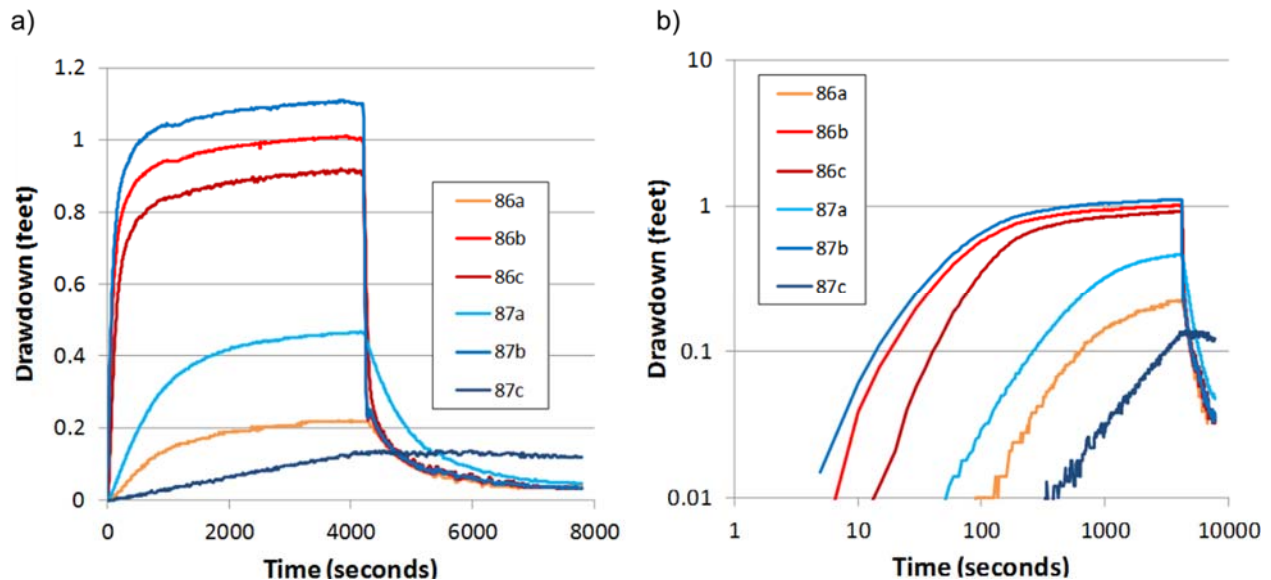 a)
1.2
1
0.8
0.6
0.4
0.2
0
0 2000 4000 6000 8000
Drawdown (feet)
Time (seconds)
86a
86b
86c
87a
87b
87c
b)
10
1
0.1
0.01
1 10 100 1000 10000
Drawdown (feet)
Time (seconds)
86a
86b
86c
87a
87b
87c